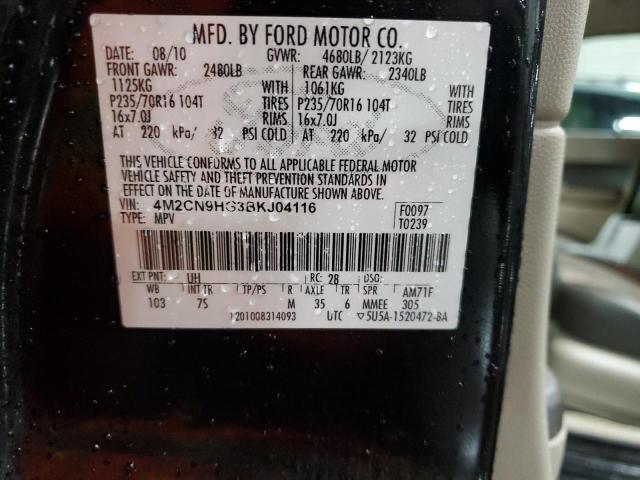 MFD. BY FORD MOTOR CO.
DATE: 08/10 GVWR: 4680LB/ 2123KG
FRONT GAWR: 2480LB REAR GAWR: 2340LB
1125KG 1061KG
P235/70R16 104T TIRES P235/70R16 104T TIRES
16x7.0J RIMS 16x7.0J RIMS
AT 220 kPa/ 32 PSI COLD AT 220 kPa/ 32 PSI COLD
THIS VEHICLE CONFORMS TO ALL APPLICABLE FEDERAL MOTOR
VEHICLE SAFETY AND THEFT PREVENTION STANDARDS IN
EFFECT ON THE DATE OF MANUFACTURE SHOWN ABOVE.
VIN: 4M2CN9HG3BKJ04116 F0097
TYPE: MPV T0239
EXT PNT: UH RC: 28 DSO:
WB INT TR TP/PS R AXLE TR SPR AM71F
103 7S M 35 6 MMEE 305
1201008314093 UTC ▽5U5A-1520472-BA